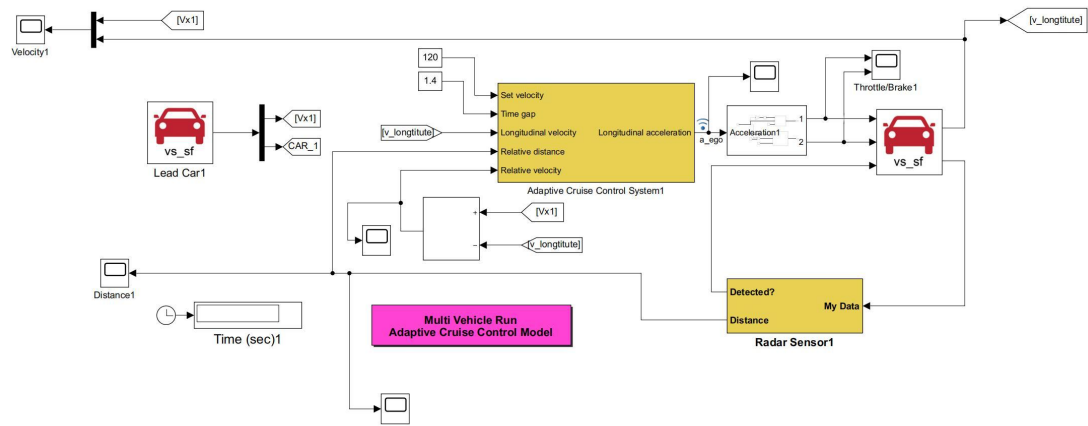 [Vx1]
[v_longtitute]
Velocity1
120
1.4
Set velocity
Time gap
[v_longtitute]
Longitudinal velocity
Longitudinal acceleration
Relative distance
Relative velocity
Adaptive Cruise Control System1
a_ego
Acceleration1
1
2
Throttle/Brake1
vs_sf
vs_sf
Lead Car1
[Vx1]
CAR_1
+
[Vx1]
−
[v_longtitute]
Distance1
Time (sec)1
Multi Vehicle Run
Adaptive Cruise Control Model
Detected?
My Data
Distance
Radar Sensor1